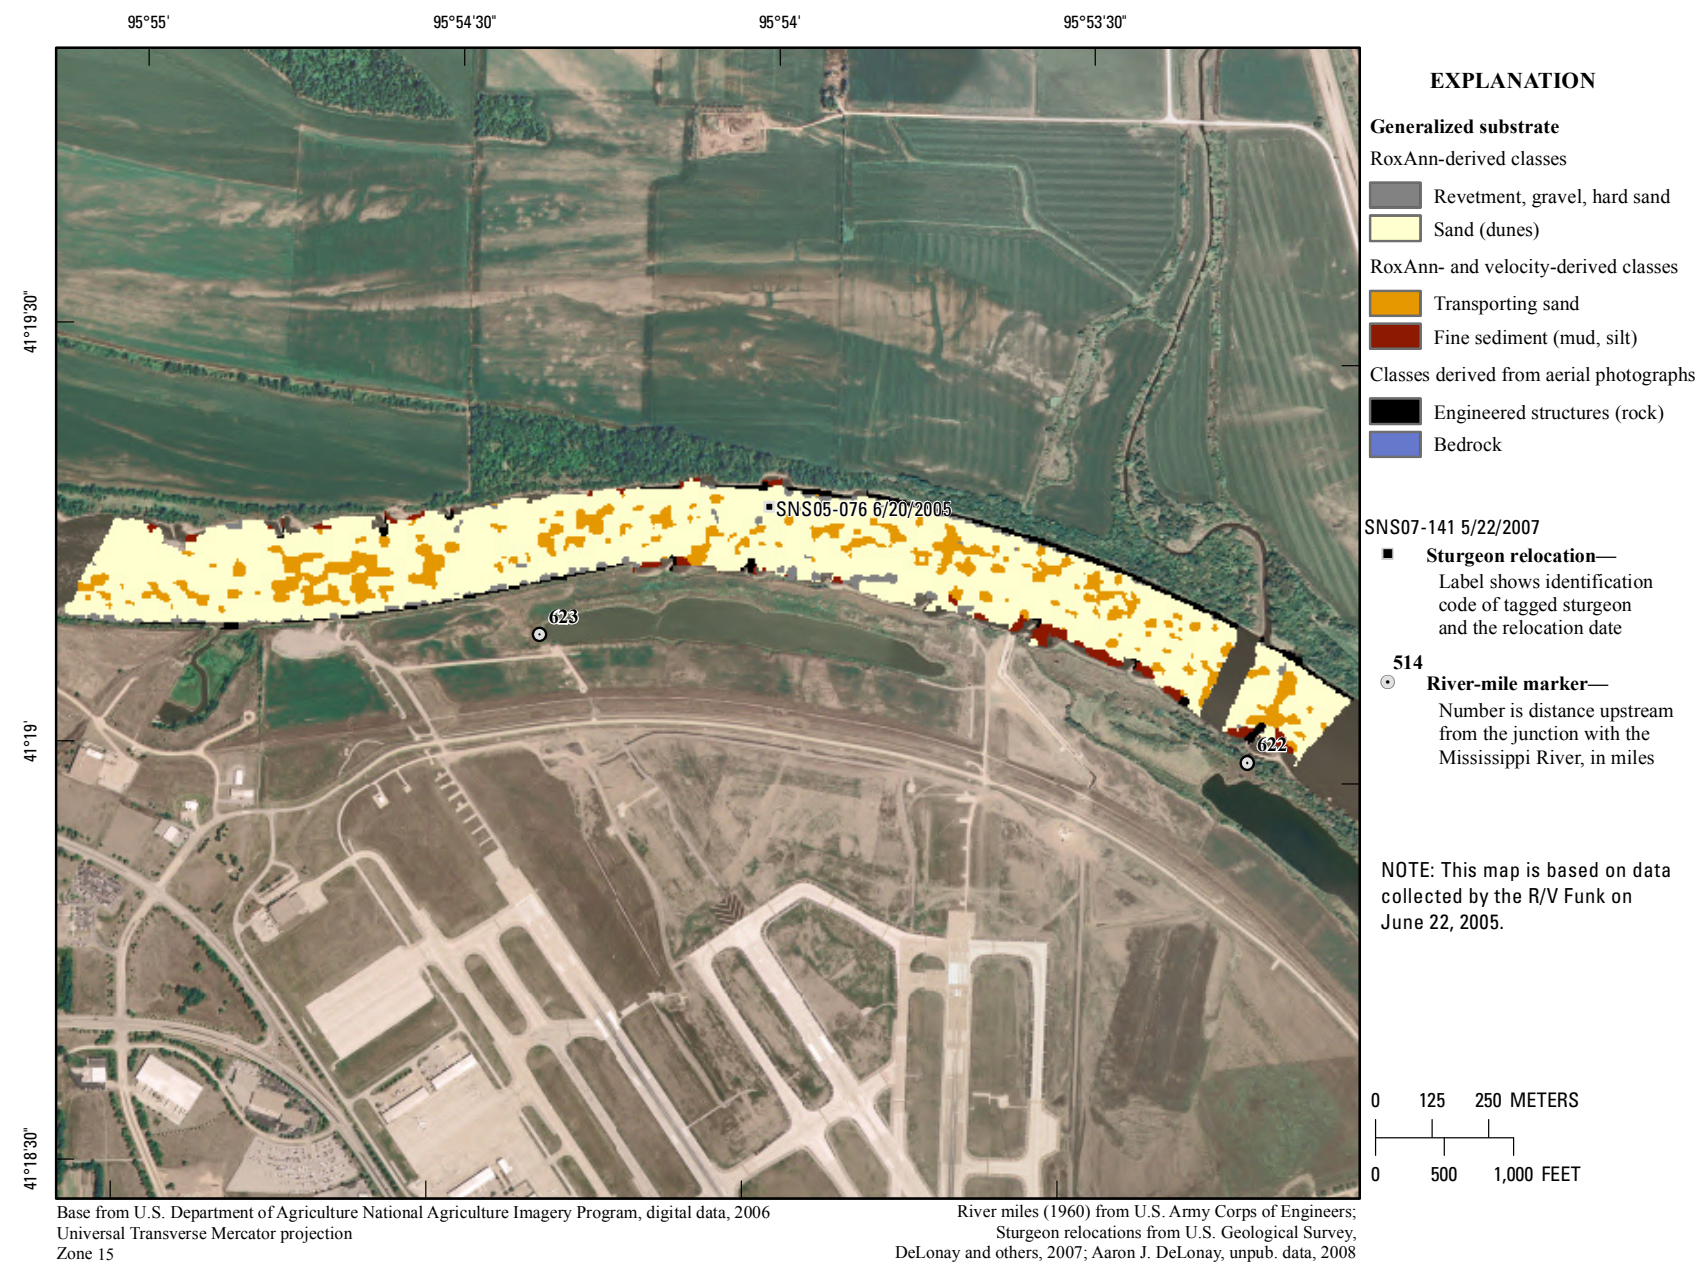 95°55'
95°54'30"
95°54'
95°53'30"
41°19'30"
41°19'
41°18'30"
SNS05-076 6/20/2005
623
622
EXPLANATION
Generalized substrate
RoxAnn-derived classes
Revetment, gravel, hard sand
Sand (dunes)
RoxAnn- and velocity-derived classes
Transporting sand
Fine sediment (mud, silt)
Classes derived from aerial photographs
Engineered structures (rock)
Bedrock
SNS07-141 5/22/2007
Sturgeon relocation—
Label shows identification
code of tagged sturgeon
and the relocation date
514
River-mile marker—
Number is distance upstream
from the junction with the
Mississippi River, in miles
NOTE: This map is based on data
collected by the R/V Funk on
June 22, 2005.
0 125 250 METERS
0 500 1,000 FEET
Base from U.S. Department of Agriculture National Agriculture Imagery Program, digital data, 2006
Universal Transverse Mercator projection
Zone 15
River miles (1960) from U.S. Army Corps of Engineers;
Sturgeon relocations from U.S. Geological Survey,
DeLonay and others, 2007; Aaron J. DeLonay, unpub. data, 2008